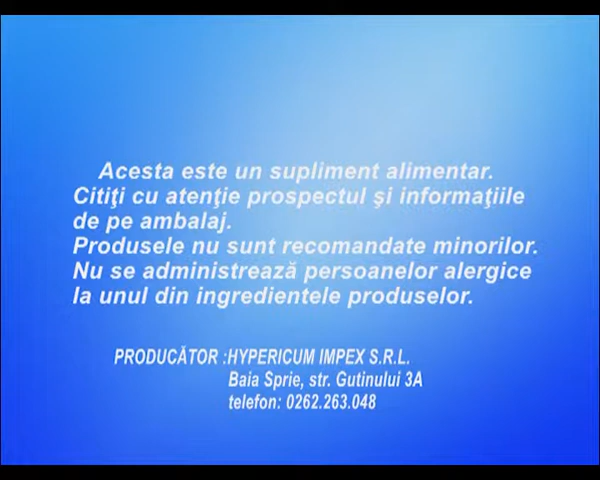 Acesta este un supliment alimentar.
Citiţi cu atenţie prospectul şi informaţiile
de pe ambalaj.
Produsele nu sunt recomandate minorilor.
Nu se administrează persoanelor alergice
la unul din ingredientele produselor.
PRODUCĂTOR :HYPERICUM IMPEX S.R.L.
Baia Sprie, str. Gutinului 3A
telefon: 0262.263.048